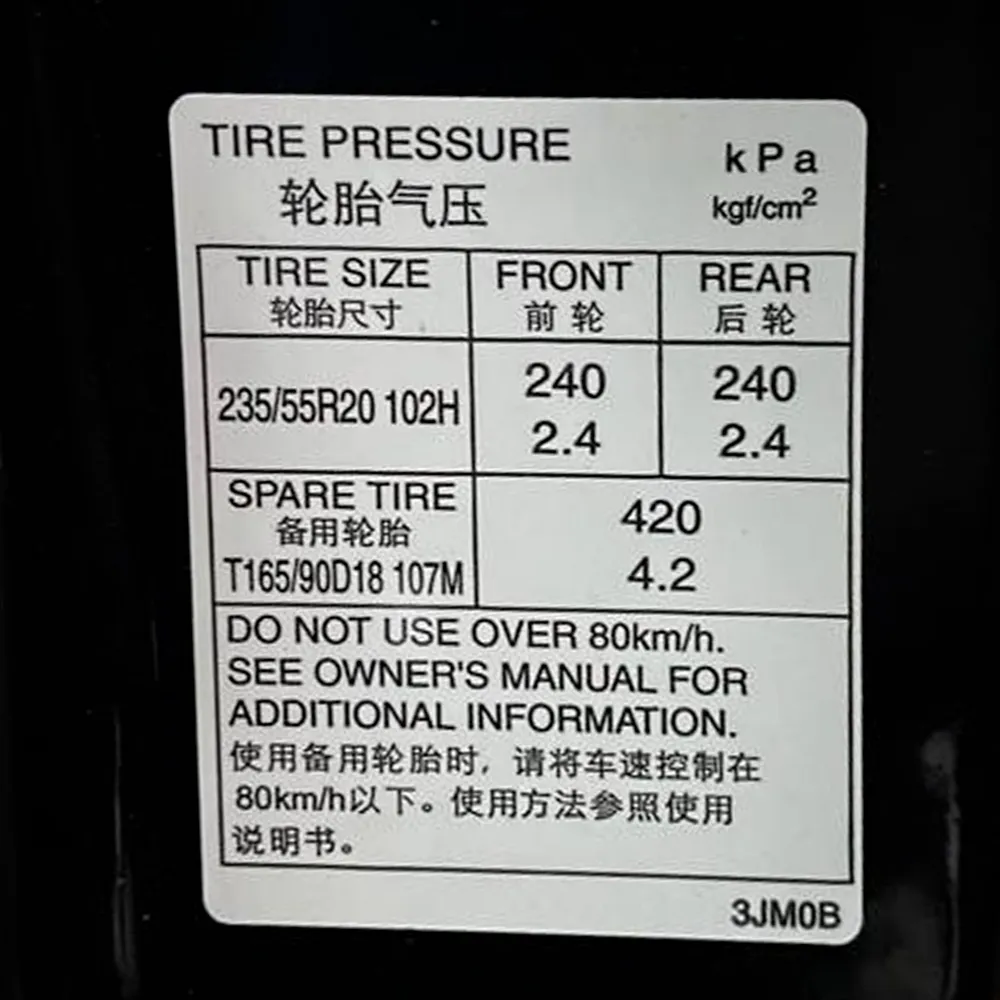 TIRE PRESSURE
轮胎气压
kPa
kgf/cm²
TIRE SIZE
轮胎尺寸
FRONT
前轮
REAR
后轮
235/55R20 102H
240
2.4
240
2.4
SPARE TIRE
备用轮胎
T165/90D18 107M
420
4.2
DO NOT USE OVER 80km/h.
SEE OWNER'S MANUAL FOR
ADDITIONAL INFORMATION.
使用备用轮胎时，请将车速控制在
80km/h以下。使用方法参照使用
说明书。
3JM0B